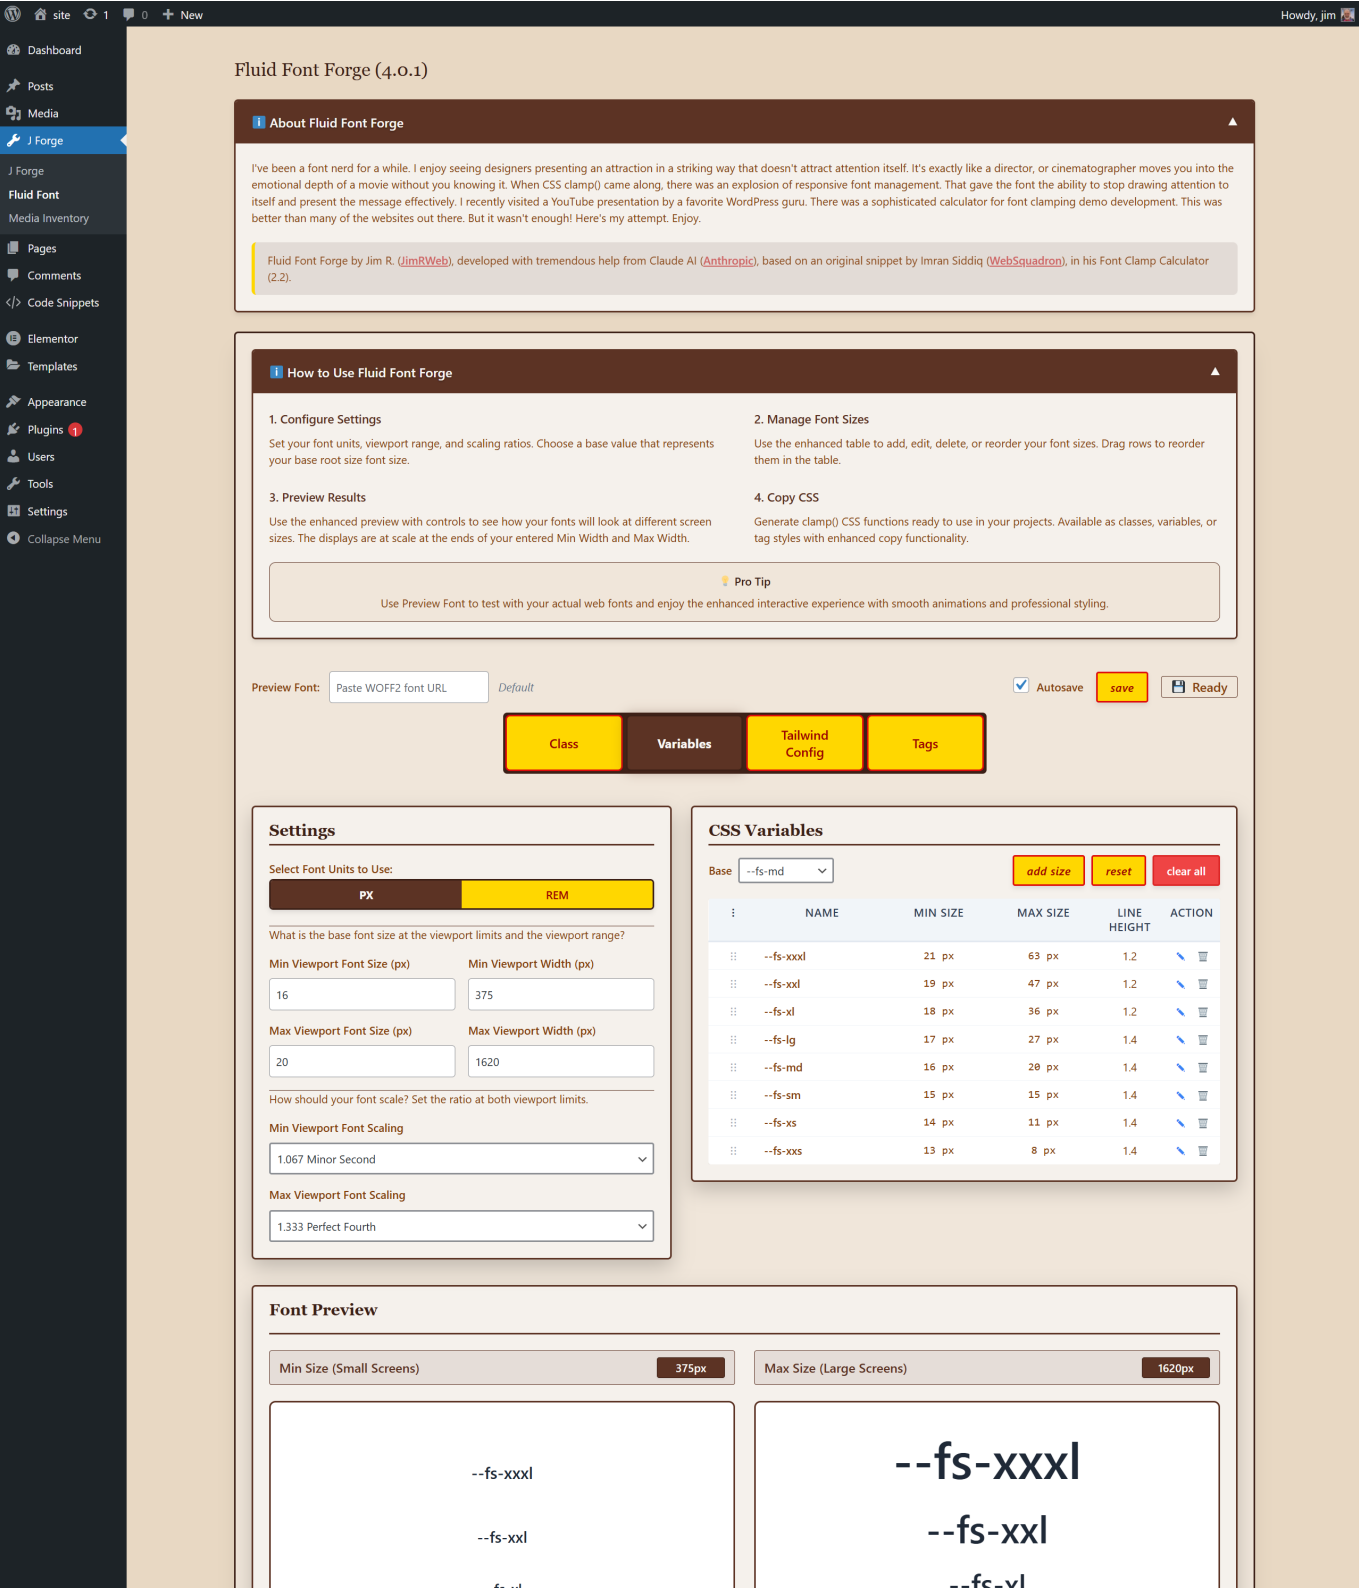 site 1 0 New Howdy, jim
Dashboard
Posts
Media
J Forge
J Forge
Fluid Font
Media Inventory
Pages
Comments
Code Snippets
Elementor
Templates
Appearance
Plugins 1
Users
Tools
Settings
Collapse Menu
Fluid Font Forge (4.0.1)
About Fluid Font Forge
I've been a font nerd for a while. I enjoy seeing designers presenting an attraction in a striking way that doesn't attract attention itself. It's exactly like a director, or cinematographer moves you into the
emotional depth of a movie without you knowing it. When CSS clamp() came along, there was an explosion of responsive font management. That gave the font the ability to stop drawing attention to
itself and present the message effectively. I recently visited a YouTube presentation by a favorite WordPress guru. There was a sophisticated calculator for font clamping demo development. This was
better than many of the websites out there. But it wasn't enough! Here's my attempt. Enjoy.
Fluid Font Forge by Jim R. (JimRWeb), developed with tremendous help from Claude AI (Anthropic), based on an original snippet by Imran Siddiq (WebSquadron), in his Font Clamp Calculator
(2.2).
How to Use Fluid Font Forge
1. Configure Settings
Set your font units, viewport range, and scaling ratios. Choose a base value that represents
your base root size font size.
2. Manage Font Sizes
Use the enhanced table to add, edit, delete, or reorder your font sizes. Drag rows to reorder
them in the table.
3. Preview Results
Use the enhanced preview with controls to see how your fonts will look at different screen
sizes. The displays are at scale at the ends of your entered Min Width and Max Width.
4. Copy CSS
Generate clamp() CSS functions ready to use in your projects. Available as classes, variables, or
tag styles with enhanced copy functionality.
Pro Tip
Use Preview Font to test with your actual web fonts and enjoy the enhanced interactive experience with smooth animations and professional styling.
Preview Font: Paste WOFF2 font URL Default Autosave save Ready
Class
Variables
Tailwind
Config
Tags
Settings
Select Font Units to Use:
PX REM
What is the base font size at the viewport limits and the viewport range?
Min Viewport Font Size (px) Min Viewport Width (px)
16 375
Max Viewport Font Size (px) Max Viewport Width (px)
20 1620
How should your font scale? Set the ratio at both viewport limits.
Min Viewport Font Scaling
1.067 Minor Second
Max Viewport Font Scaling
1.333 Perfect Fourth
CSS Variables
Base --fs-md add size reset clear all
NAME MIN SIZE MAX SIZE LINE HEIGHT ACTION
--fs-xxxl 21 px 63 px 1.2
--fs-xxl 19 px 47 px 1.2
--fs-xl 18 px 36 px 1.2
--fs-lg 17 px 27 px 1.4
--fs-md 16 px 20 px 1.4
--fs-sm 15 px 15 px 1.4
--fs-xs 14 px 11 px 1.4
--fs-xxs 13 px 8 px 1.4
Font Preview
Min Size (Small Screens) 375px
--fs-xxxl
--fs-xxl
--fs-xl
Max Size (Large Screens) 1620px
--fs-xxxl
--fs-xxl
--fs-xl